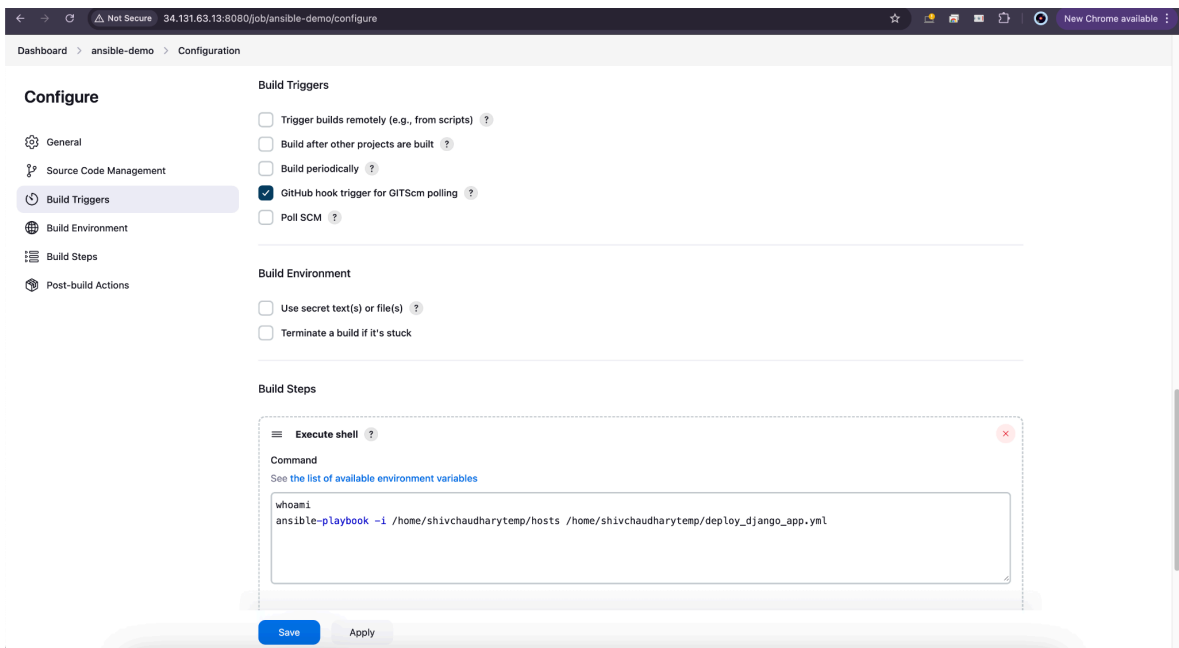 Not Secure 34.131.63.13:8080/job/ansible-demo/configure
New Chrome available
Dashboard > ansible-demo > Configuration
Configure
General
Source Code Management
Build Triggers
Build Environment
Build Steps
Post-build Actions
Build Triggers
Trigger builds remotely (e.g., from scripts) ?
Build after other projects are built ?
Build periodically ?
GitHub hook trigger for GITScm polling ?
Poll SCM ?
Build Environment
Use secret text(s) or file(s) ?
Terminate a build if it's stuck
Build Steps
Execute shell ?
Command
See the list of available environment variables
whoami
ansible-playbook -i /home/shivchaudharytemp/hosts /home/shivchaudharytemp/deploy_django_app.yml
Save Apply